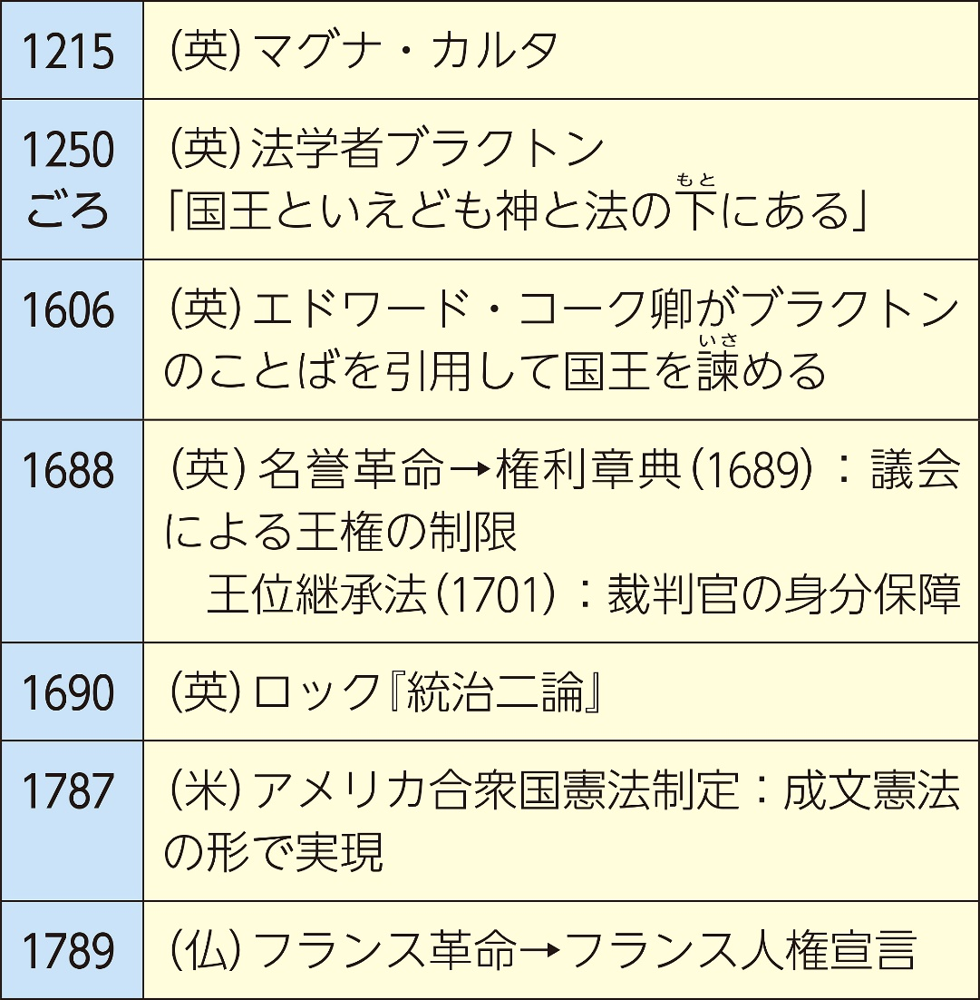 1215
(英)マグナ・カルタ
1250
ごろ
(英)法学者ブラクトン
「国王といえども神と法の下にある」
もと
1606
(英)エドワード・コーク卿がブラクトン
のことばを引用して国王を諫める
いさ
1688
(英)名誉革命→権利章典(1689)：議会
による王権の制限
王位継承法(1701)：裁判官の身分保障
1690
(英)ロック『統治二論』
1787
(米)アメリカ合衆国憲法制定：成文憲法
の形で実現
1789
(仏)フランス革命→フランス人権宣言